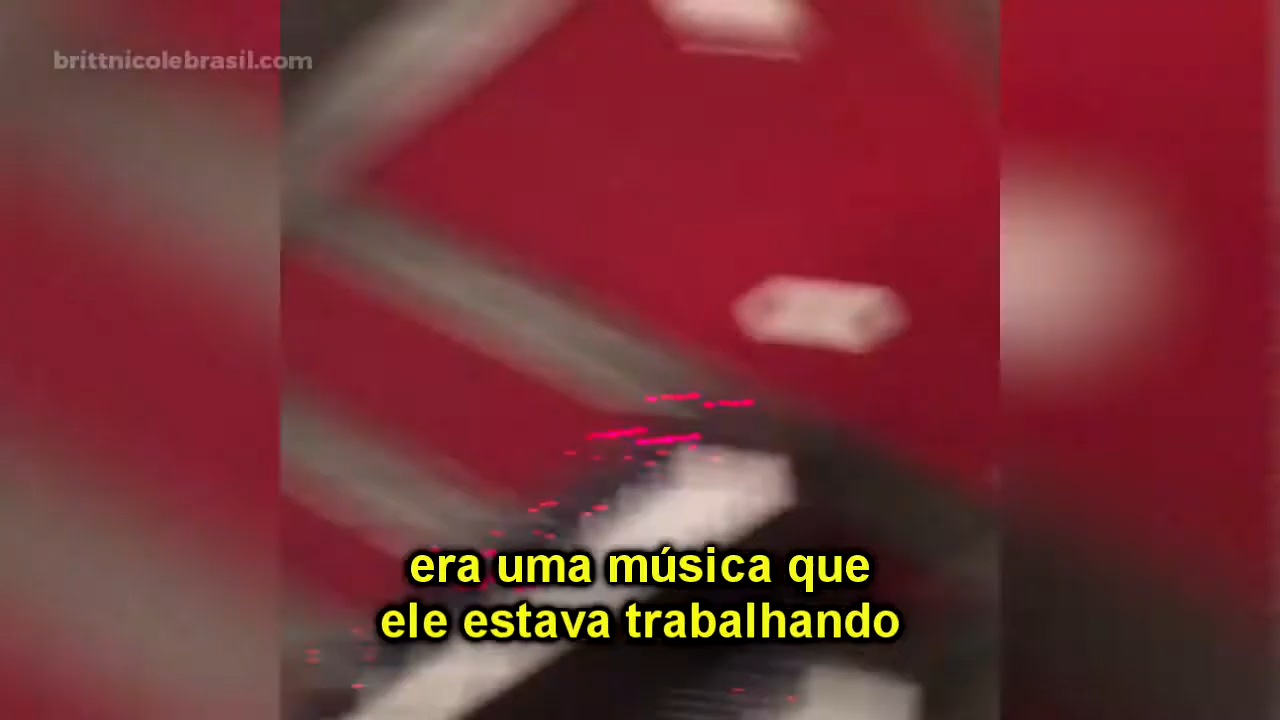 brittnicolebrasil.com
era uma música que
ele estava trabalhando